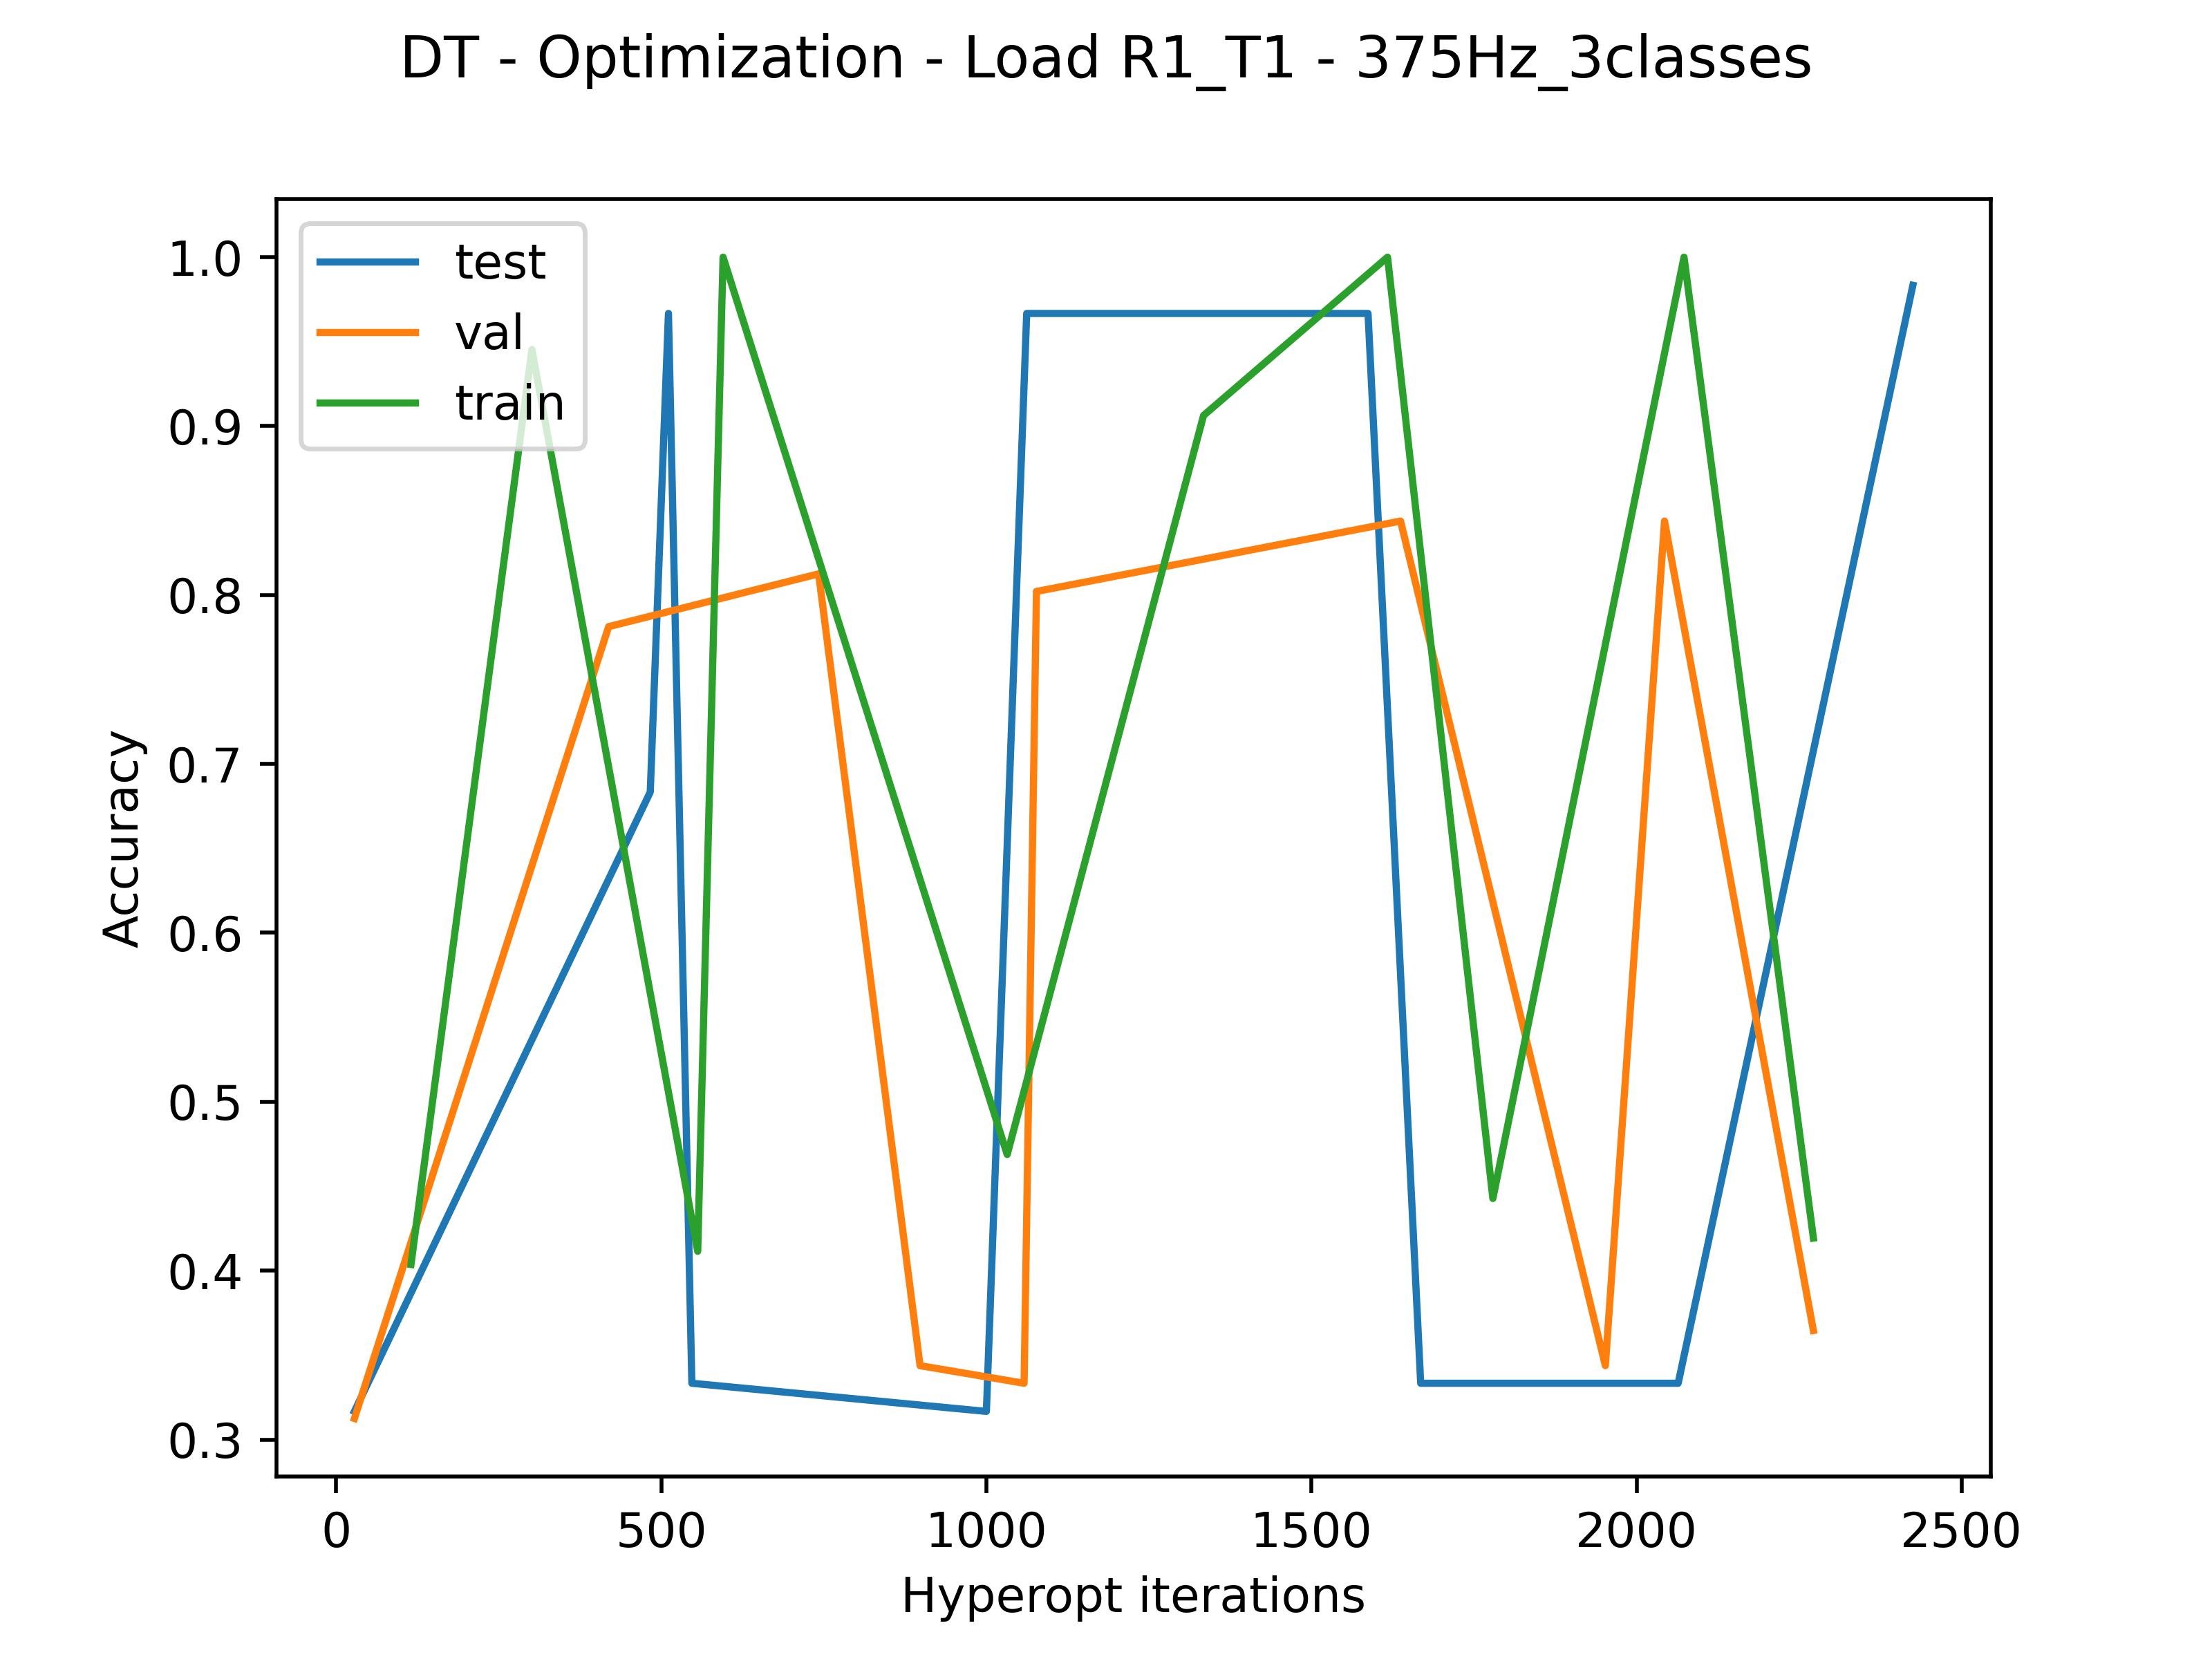 DT - Optimization - Load R1_T1 - 375Hz_3classes
test
val
train
1.0
0.9
0.8
0.7
0.6
0.5
0.4
0.3
Accuracy
0 500 1000 1500 2000 2500
Hyperopt iterations